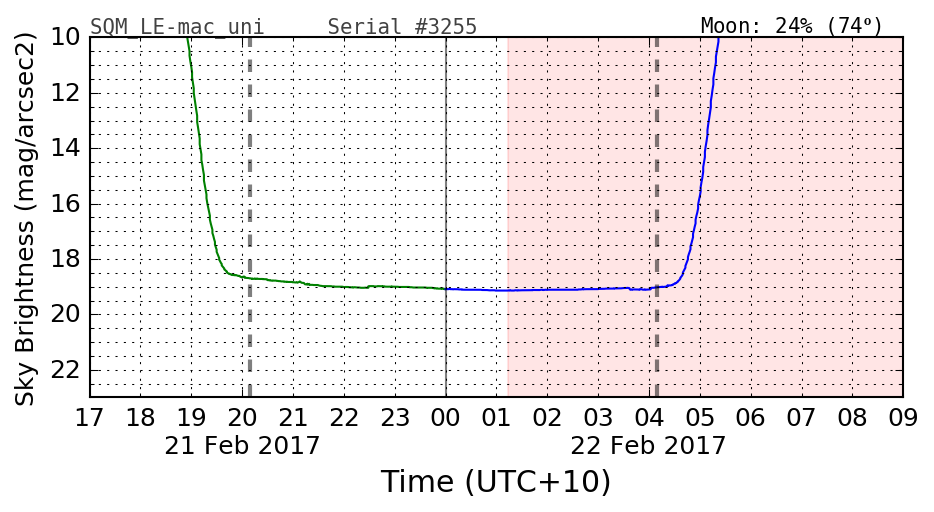 SQM_LE-mac_uni Serial #3255 Moon: 24% (74°)
Sky Brightness (mag/arcsec2)
10
12
14
16
18
20
22
17 18 19 20 21 22 23 00 01 02 03 04 05 06 07 08 09
21 Feb 2017 22 Feb 2017
Time (UTC+10)